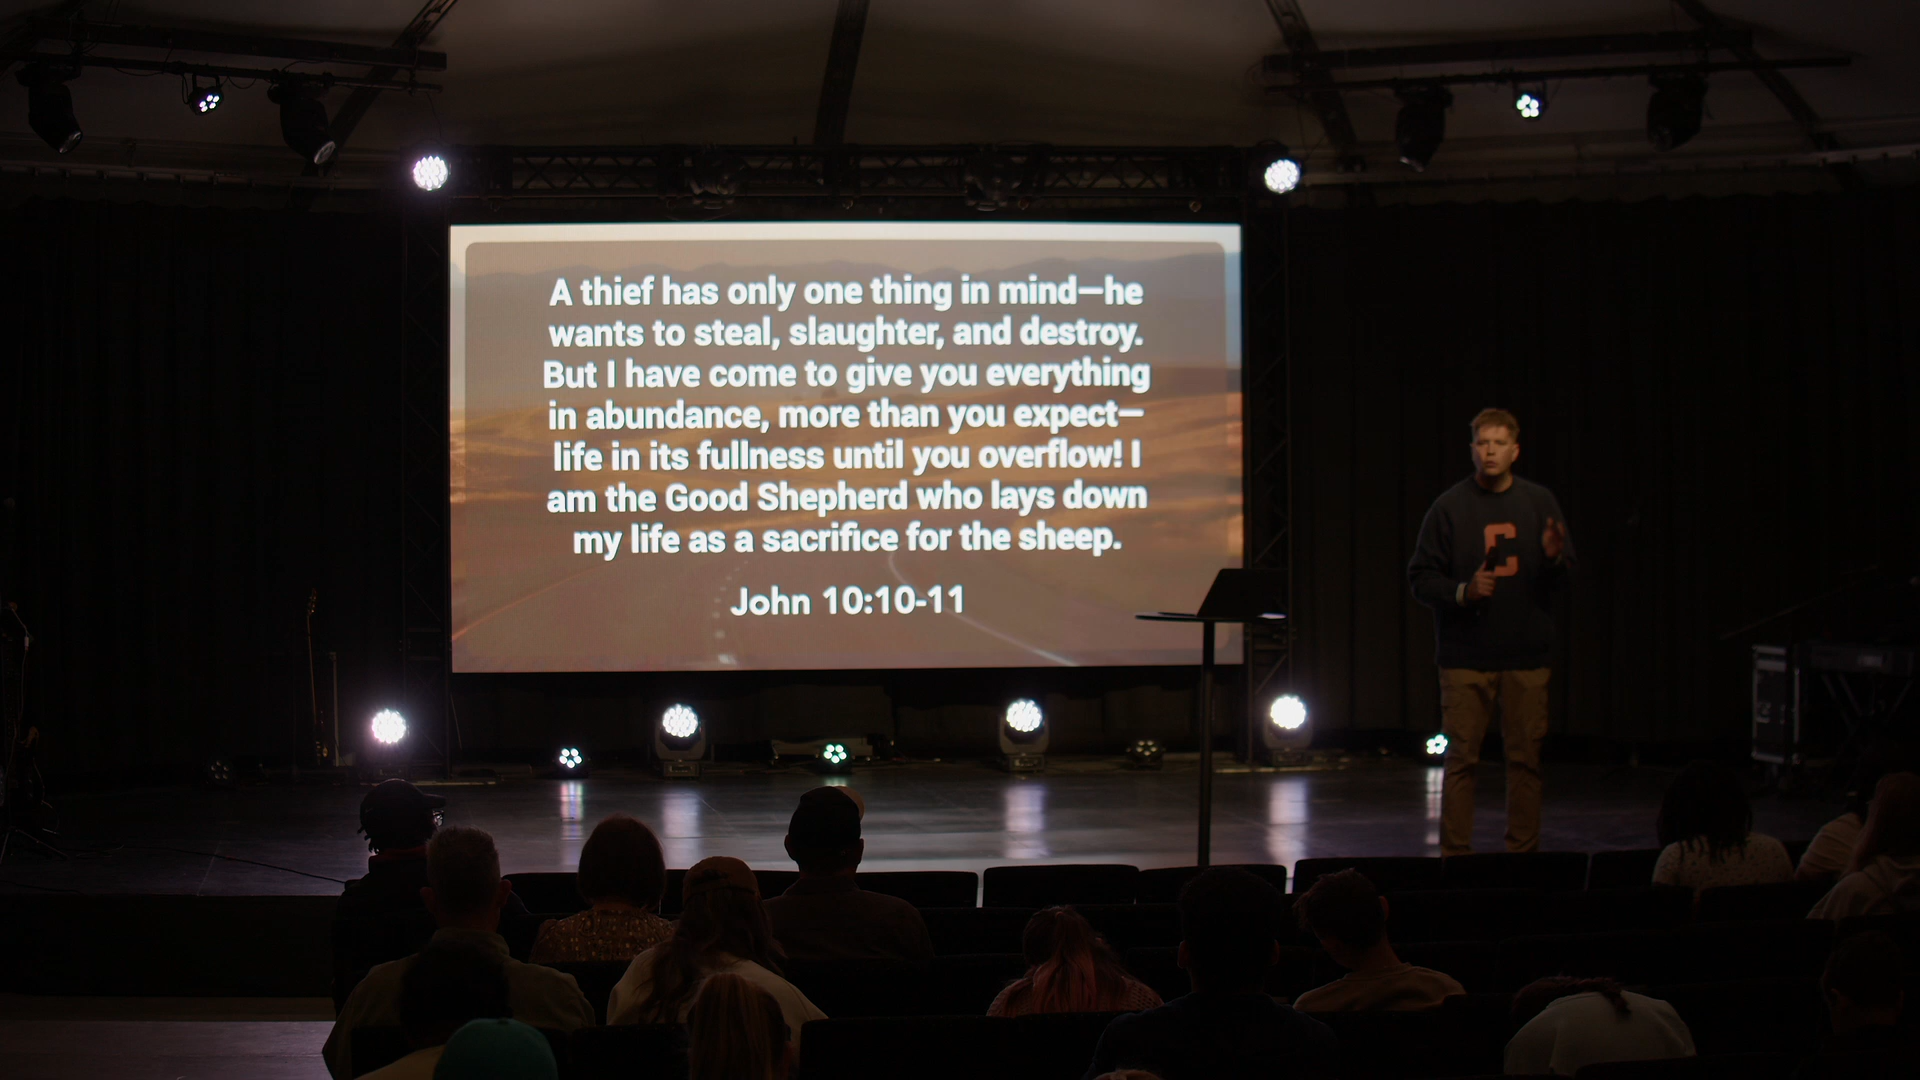 A thief has only one thing in mind—he
wants to steal, slaughter, and destroy.
But I have come to give you everything
in abundance, more than you expect—
life in its fullness until you overflow! I
am the Good Shepherd who lays down
my life as a sacrifice for the sheep.
John 10:10-11
C